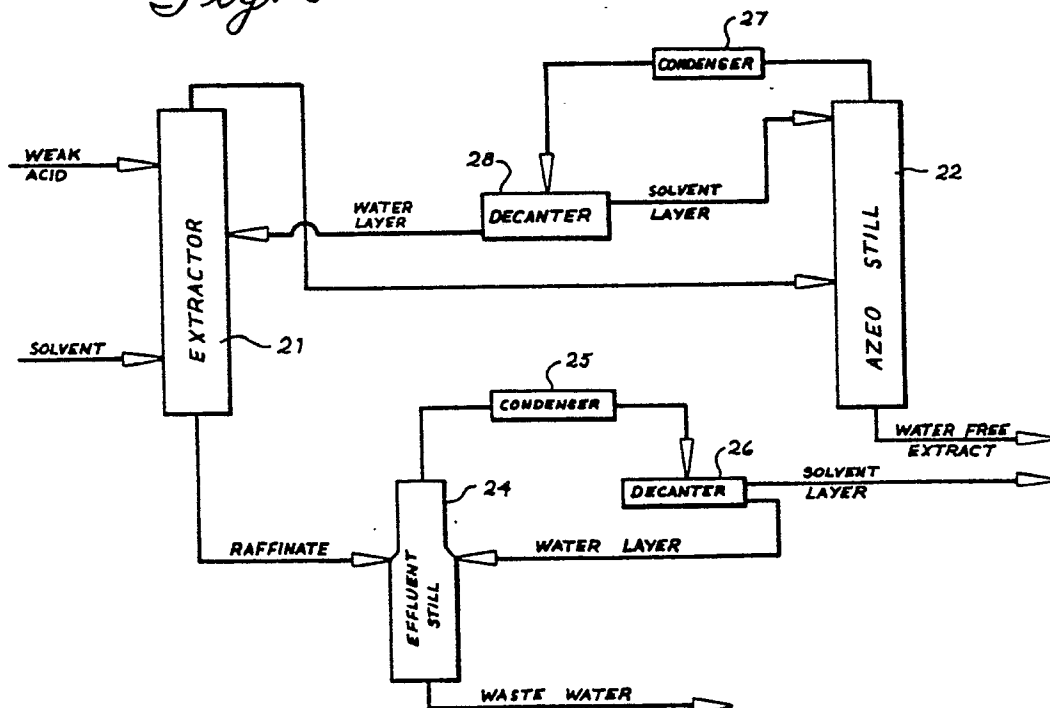 Fig.
27
CONDENSER
WEAK
ACID
28
DECANTER
SOLVENT
LAYER
22
WATER
LAYER
EXTRACTOR
AZEO STILL
SOLVENT
21
25
CONDENSER
WATER FREE
EXTRACT
26
DECANTER
SOLVENT
LAYER
24
RAFFINATE
WATER LAYER
EFFLUENT
STILL
WASTE WATER